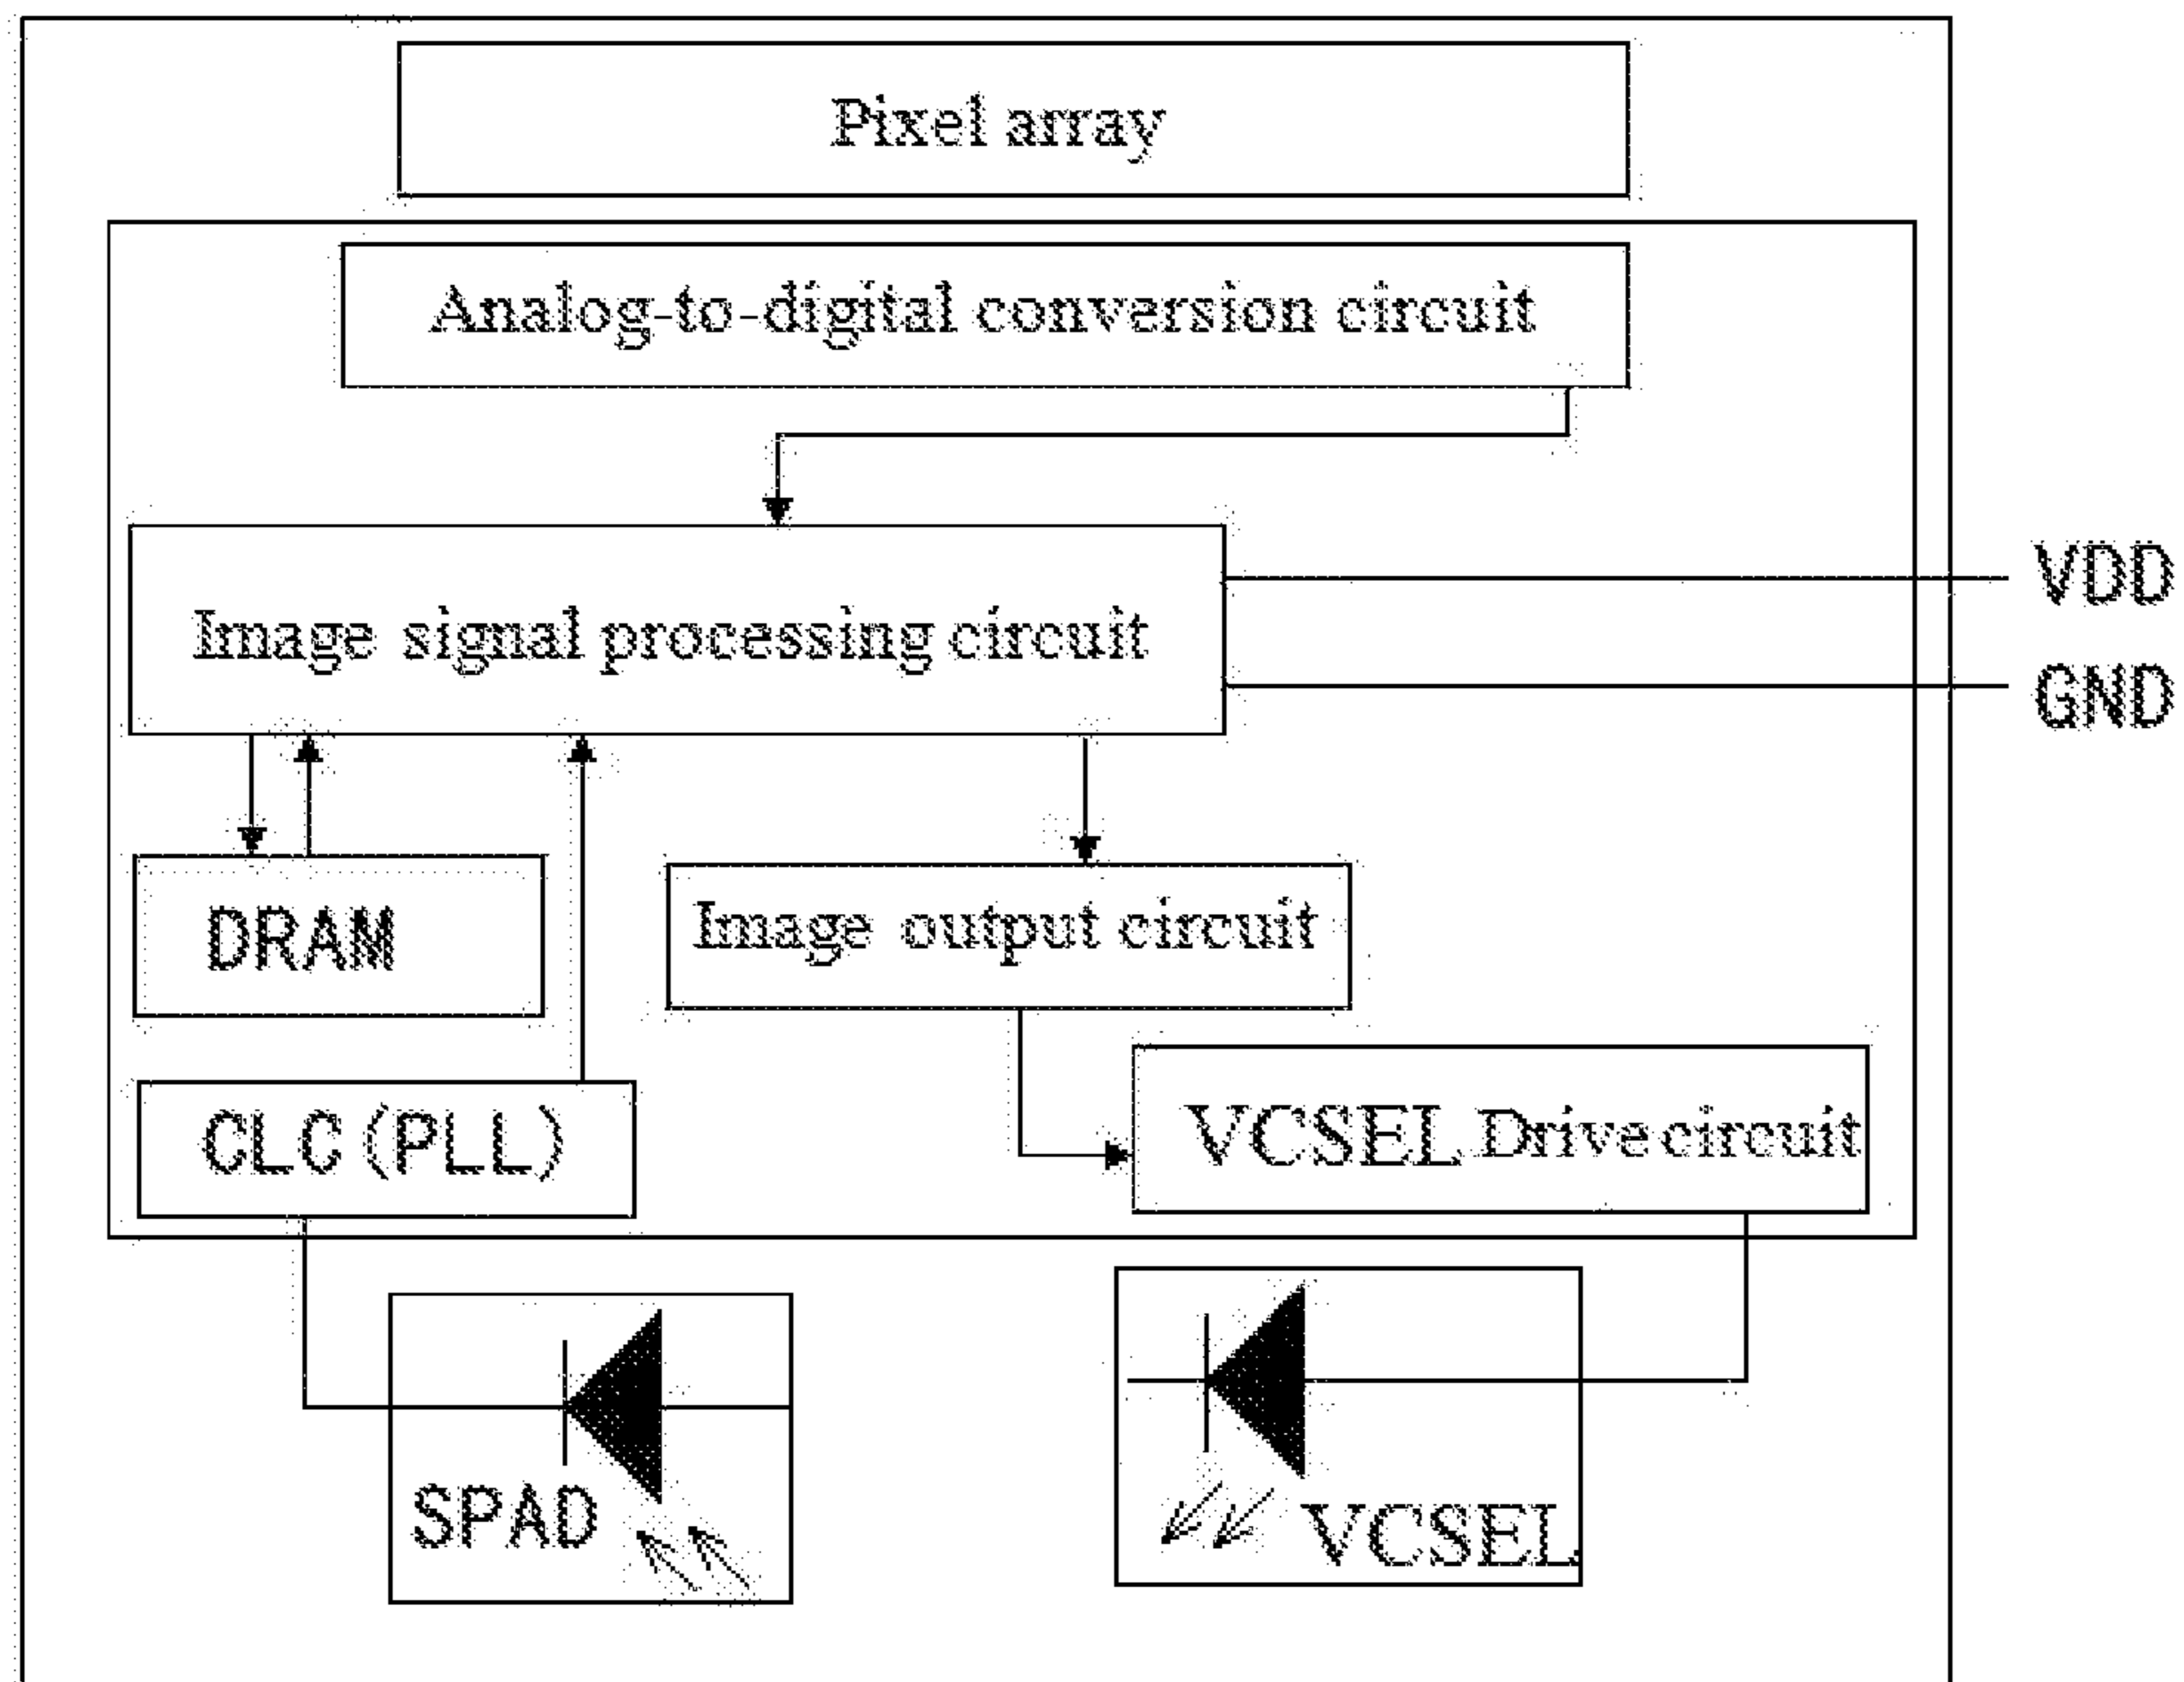 Pixel array
Analog-to-digital conversion circuit
Image signal processing circuit
VDD
GND
DRAM
Image output circuit
CLC (PLL)
VCSEL Drive circuit
SPAD
VCSEL